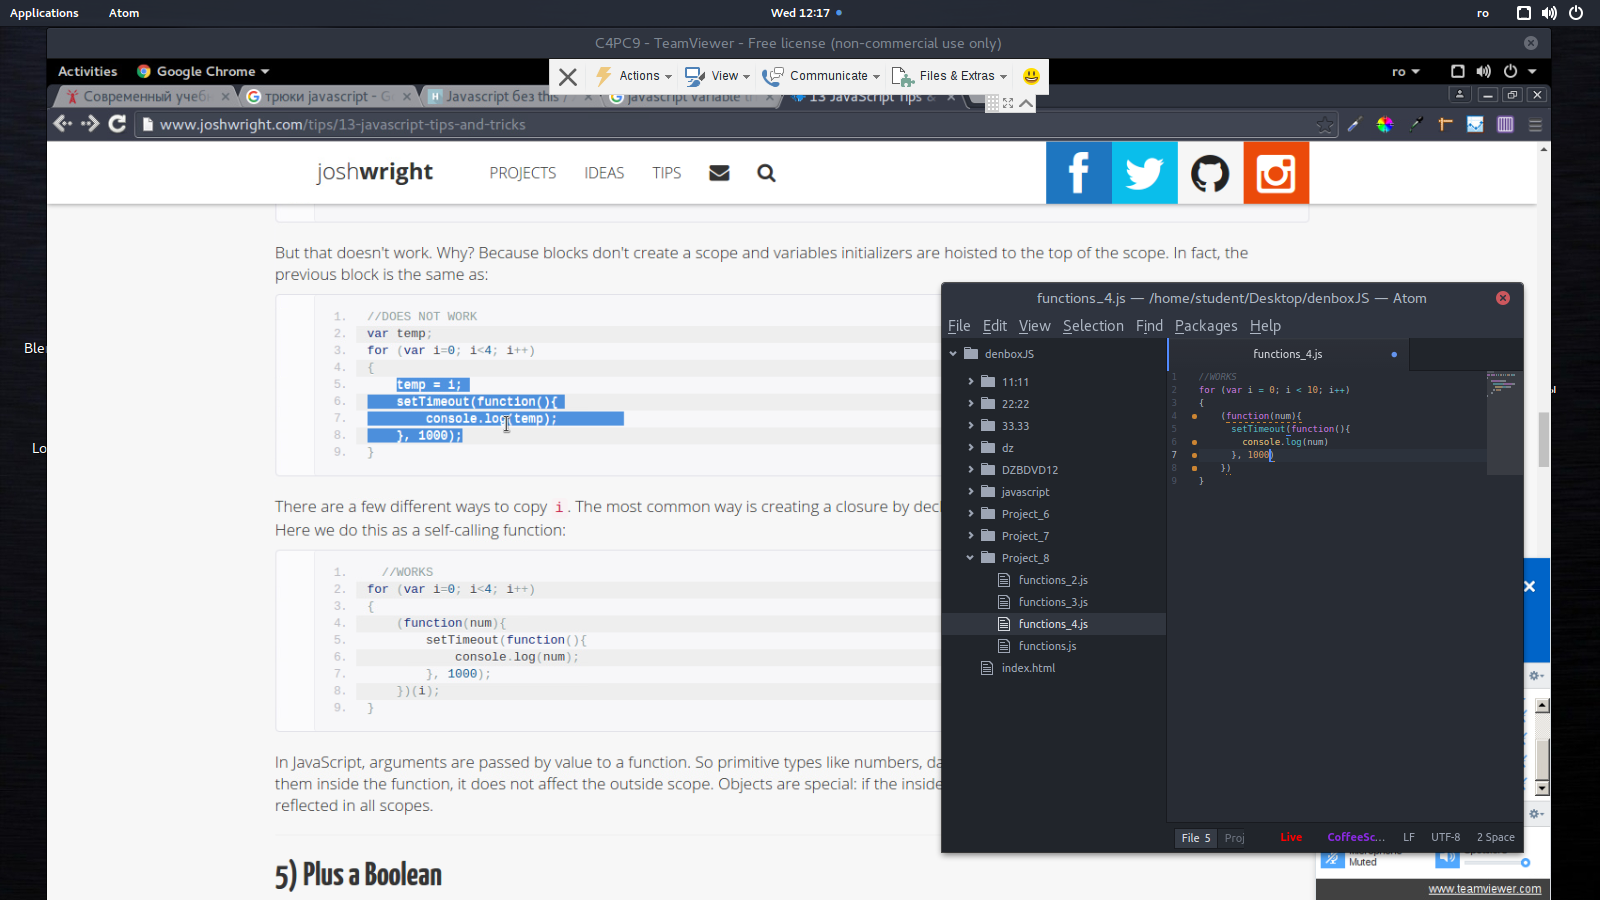 Applications Atom Wed 12:17 ro
C4PC9 - TeamViewer - Free license (non-commercial use only)
Activities Google Chrome ro
Actions View Communicate Files & Extras
Современный учеб трюки javascript - G Javascript без this / javascript variable 13 JavaScript Tips &
www.joshwright.com/tips/13-javascript-tips-and-tricks
joshwright PROJECTS IDEAS TIPS
But that doesn't work. Why? Because blocks don't create a scope and variables initializers are hoisted to the top of the scope. In fact, the
previous block is the same as:
1. //DOES NOT WORK
2. var temp;
3. for (var i=0; i<4; i++)
4. {
5. temp = i;
6. setTimeout(function(){
7. console.log(temp);
8. }, 1000);
9. }
There are a few different ways to copy i. The most common way is creating a closure by decl
Here we do this as a self-calling function:
1. //WORKS
2. for (var i=0; i<4; i++)
3. {
4. (function(num){
5. setTimeout(function(){
6. console.log(num);
7. }, 1000);
8. })(i);
9. }
In JavaScript, arguments are passed by value to a function. So primitive types like numbers, da
them inside the function, it does not affect the outside scope. Objects are special: if the inside
reflected in all scopes.
5) Plus a Boolean
Ble
Lo
functions_4.js — /home/student/Desktop/denboxJS — Atom
File Edit View Selection Find Packages Help
denboxJS
11:11
22:22
33.33
dz
DZBDVD12
javascript
Project_6
Project_7
Project_8
functions_2.js
functions_3.js
functions_4.js
functions.js
index.html
functions_4.js
1 //WORKS
2 for (var i = 0; i < 10; i++)
3 {
4 (function(num){
5 setTimeout(function(){
6 console.log(num)
7 }, 1000)
8 })
9 }
File 5 Proj Live CoffeeSc... LF UTF-8 2 Space
Muted
www.teamviewer.com